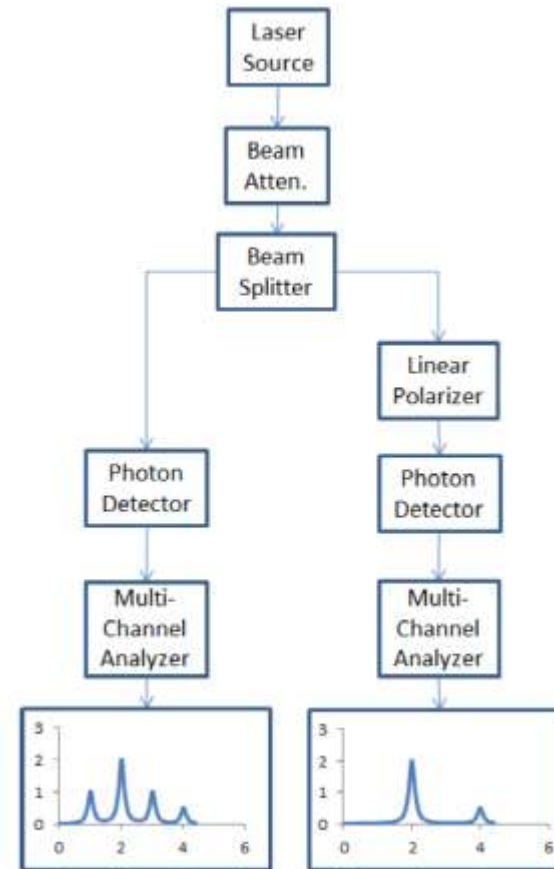 Laser
Source
Beam
Atten.
Beam
Splitter
Linear
Polarizer
Photon
Detector
Photon
Detector
Multi-
Channel
Analyzer
Multi-
Channel
Analyzer
3
2
1
0
0 2 4 6
3
2
1
0
0 2 4 6